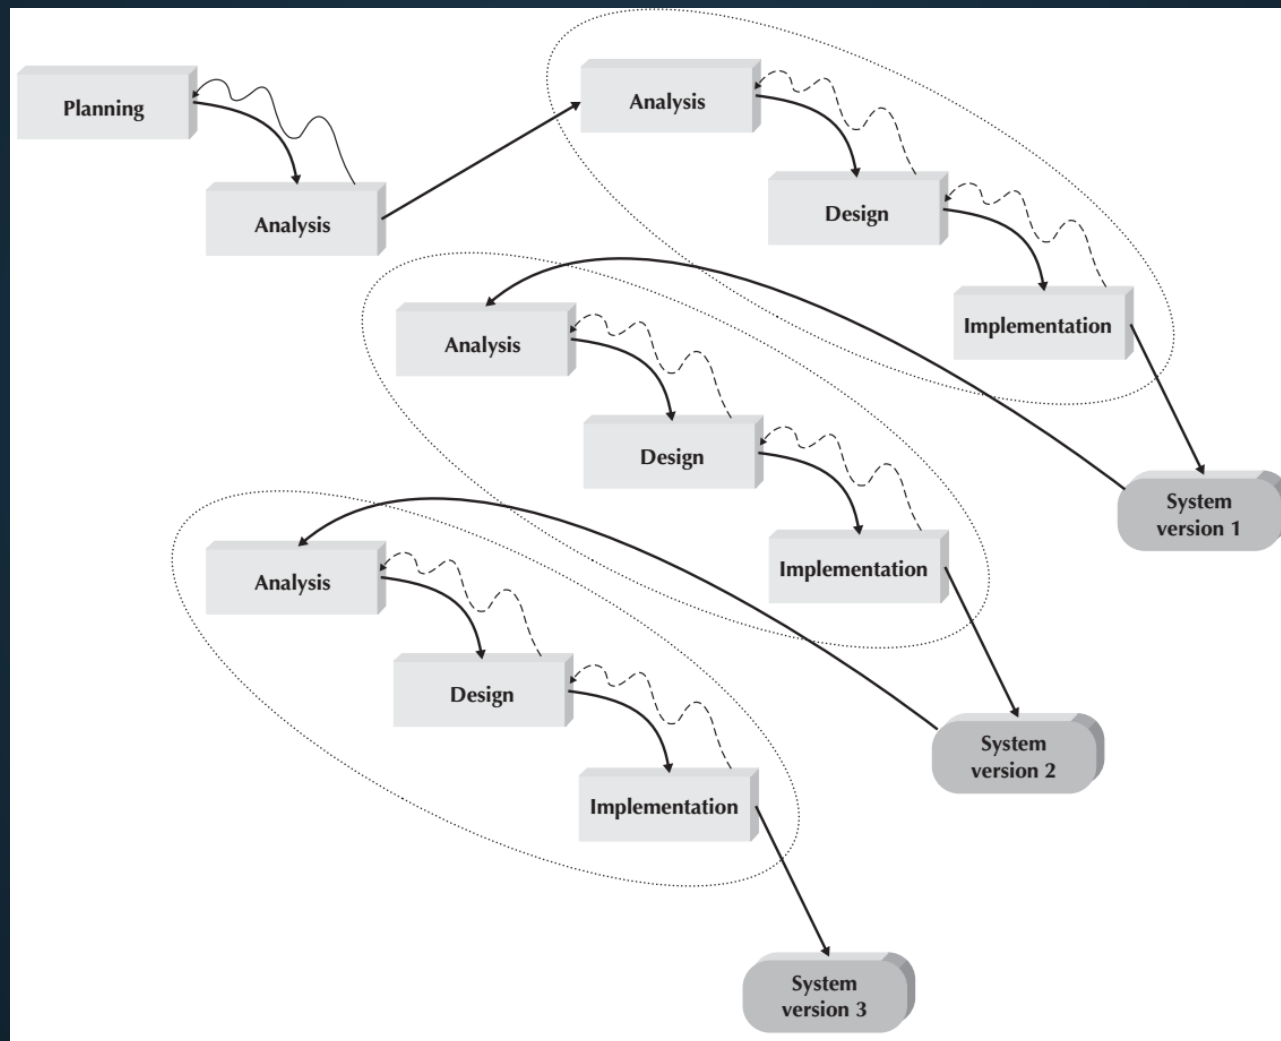 Planning
Analysis
Analysis
Design
Implementation
System
version 1
Analysis
Design
Implementation
System
version 2
Analysis
Design
Implementation
System
version 3